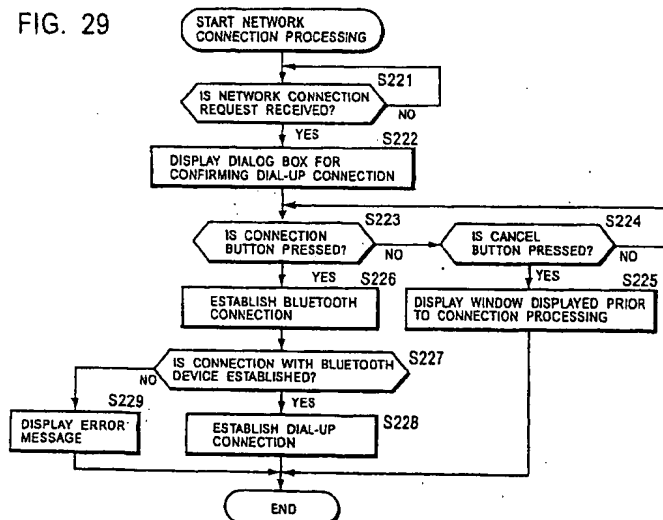 FIG. 29
START NETWORK
CONNECTION PROCESSING
S221
IS NETWORK CONNECTION
REQUEST RECEIVED?
NO
YES
S222
DISPLAY DIALOG BOX FOR
CONFIRMING DIAL-UP CONNECTION
S223
IS CONNECTION
BUTTON PRESSED?
NO
S224
IS CANCEL
BUTTON PRESSED?
NO
YES
S226
ESTABLISH BLUETOOTH
CONNECTION
YES
S225
DISPLAY WINDOW DISPLAYED PRIOR
TO CONNECTION PROCESSING
S227
IS CONNECTION WITH BLUETOOTH
DEVICE ESTABLISHED?
NO
YES
S229
DISPLAY ERROR
MESSAGE
S228
ESTABLISH DIAL-UP
CONNECTION
END